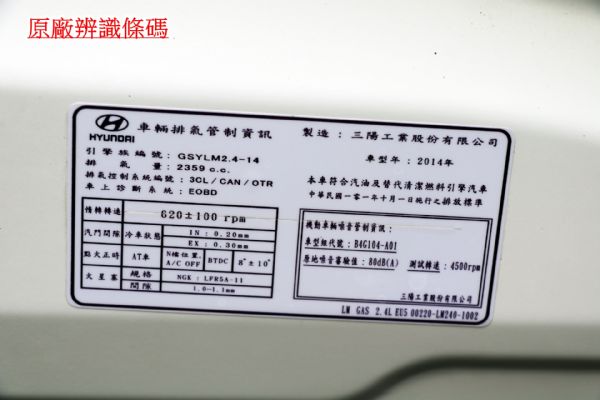 原廠辨識條碼
HYUNDAI 車輛排氣管制資訊 製造：三陽工業股份有限公司
引擎族編號：GSYLM2.4-14 車型年：2014年
排氣量：2359 c.c.
排氣控制系統編號：3CL/CAN/OTR 本車符合汽油及替代清潔燃料引擎汽車
車上診斷系統：EOBD 中華民國一０一年十月一日施行之排放標準
惰轉轉速 620±100 rpm
汽門間隙 冷車狀態 IN：0.20mm
EX：0.30mm
點火正時 AT車 N檔位置, A/C OFF BTDC 8°±10°
火星塞 規格 NGK：LFR5A-11
間隙 1.0-1.1mm
機動車輛噪音管制資訊：
車型組代號：B4G104-A01
原地噪音審驗值：80dB(A) 測試轉速：4500rpm
三陽工業股份有限公司
LM GAS 2.4L EU5 00220-LM240-1002